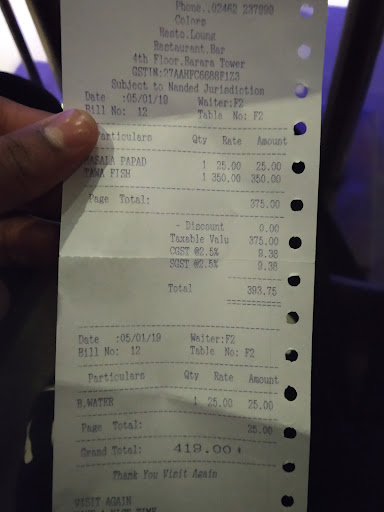 Phone..02462 237999
Colors
Resto.Loung
Restaurant.Bar
4th Floor.Harara Tower
GSTIN:27AAHFC6688F1Z3
Subject to Nanded Jurisdiction
Date :05/01/19 Waiter:F2
Bill No: 12 Table No: F2
Particulars Qty Rate Amount
MASALA PAPAD 1 25.00 25.00
TAWA FISH 1 350.00 350.00
Page Total: 375.00
- Discount 0.00
Taxable Valu 375.00
CGST @2.5% 9.38
SGST @2.5% 9.38
Total 393.75
Date :05/01/19 Waiter:F2
Bill No: 12 Table No: F2
Particulars Qty Rate Amount
B.WATER 1 25.00 25.00
Page Total: 25.00
Grand Total: 419.00
Thank You Visit Again
VISIT AGAIN